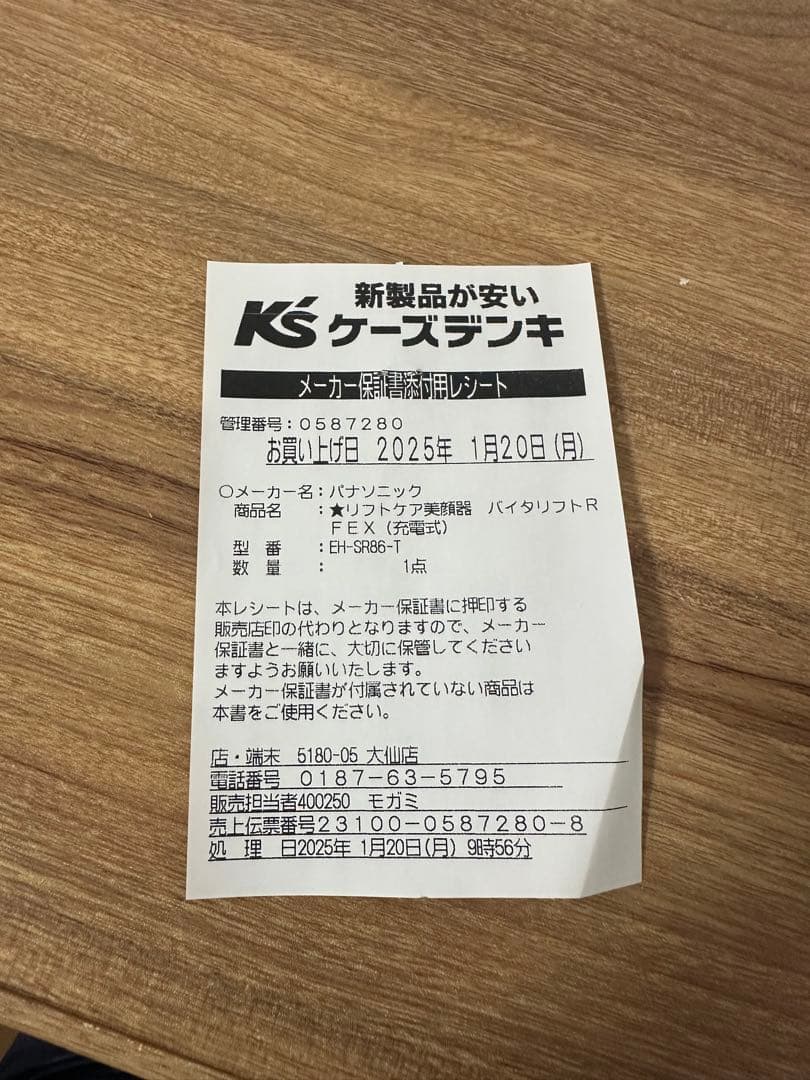 新製品が安い
K'Sケーズデンキ
メーカー保証書添付用レシート
管理番号:0587280
お買い上げ日 2025年 1月20日(月)
○メーカー名:パナソニック
商品名 :★リフトケア美顔器 バイタリフトR
FEX(充電式)
型 番 :EH-SR86-T
数 量 : 1点
本レシートは、メーカー保証書に押印する
販売店印の代わりとなりますので、メーカー
保証書と一緒に、大切に保管してください
ますようお願いいたします。
メーカー保証書が付属されていない商品は
本書をご使用ください。
店・端末 5180-05 大仙店
電話番号 0187-63-5795
販売担当者400250 モガミ
売上伝票番号23100-0587280-8
処 理 日2025年 1月20日(月) 9時56分